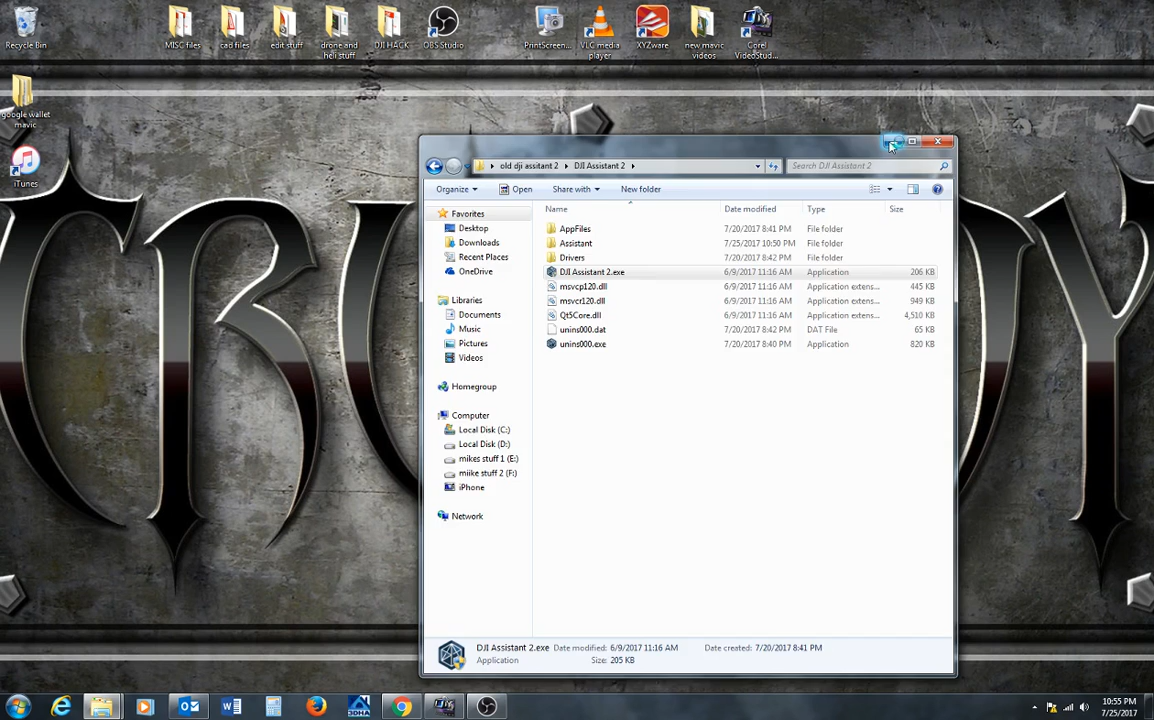 Recycle Bin
MISC files
cad files
edit stuff
drone and
heli stuff
DJI HACK
OBS Studio
PrintScreen...
VLC media
player
XYZware
new mavic
videos
Corel
VideoStud...
google wallet
mavic
iTunes
old dji assitant 2
DJI Assistant 2
Search DJI Assistant 2
Organize
Open
Share with
New folder
Name
Date modified
Type
Size
Favorites
Desktop
Downloads
Recent Places
OneDrive
Libraries
Documents
Music
Pictures
Videos
Homegroup
Computer
Local Disk (C:)
Local Disk (D:)
mikes stuff 1 (E:)
miike stuff 2 (F:)
iPhone
Network
AppFiles 7/20/2017 8:41 PM File folder
Assistant 7/25/2017 10:50 PM File folder
Drivers 7/20/2017 8:42 PM File folder
DJI Assistant 2.exe 6/9/2017 11:16 AM Application 206 KB
msvcp120.dll 6/9/2017 11:16 AM Application extens... 445 KB
msvcr120.dll 6/9/2017 11:16 AM Application extens... 949 KB
Qt5Core.dll 6/9/2017 11:16 AM Application extens... 4,510 KB
unins000.dat 7/20/2017 8:42 PM DAT File 65 KB
unins000.exe 7/20/2017 8:40 PM Application 820 KB
DJI Assistant 2.exe Date modified: 6/9/2017 11:16 AM Date created: 7/20/2017 8:41 PM
Application Size: 205 KB
10:55 PM
7/25/2017